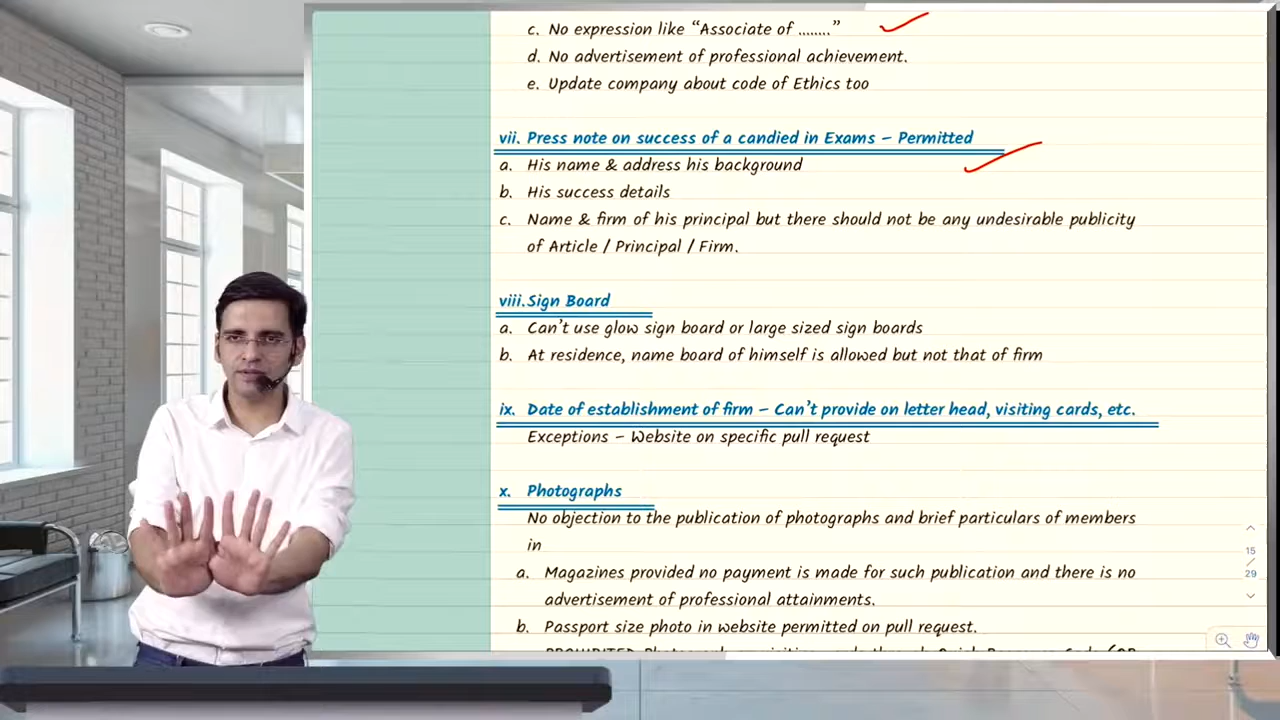 c. No expression like “Associate of ........”
d. No advertisement of professional achievement.
e. Update company about code of Ethics too
vii. Press note on success of a candied in Exams – Permitted
a. His name & address his background
b. His success details
c. Name & firm of his principal but there should not be any undesirable publicity
of Article / Principal / Firm.
viii. Sign Board
a. Can’t use glow sign board or large sized sign boards
b. At residence, name board of himself is allowed but not that of firm
ix. Date of establishment of firm – Can’t provide on letter head, visiting cards, etc.
Exceptions – Website on specific pull request
x. Photographs
No objection to the publication of photographs and brief particulars of members
in
a. Magazines provided no payment is made for such publication and there is no
advertisement of professional attainments.
b. Passport size photo in website permitted on pull request.
15
/
29